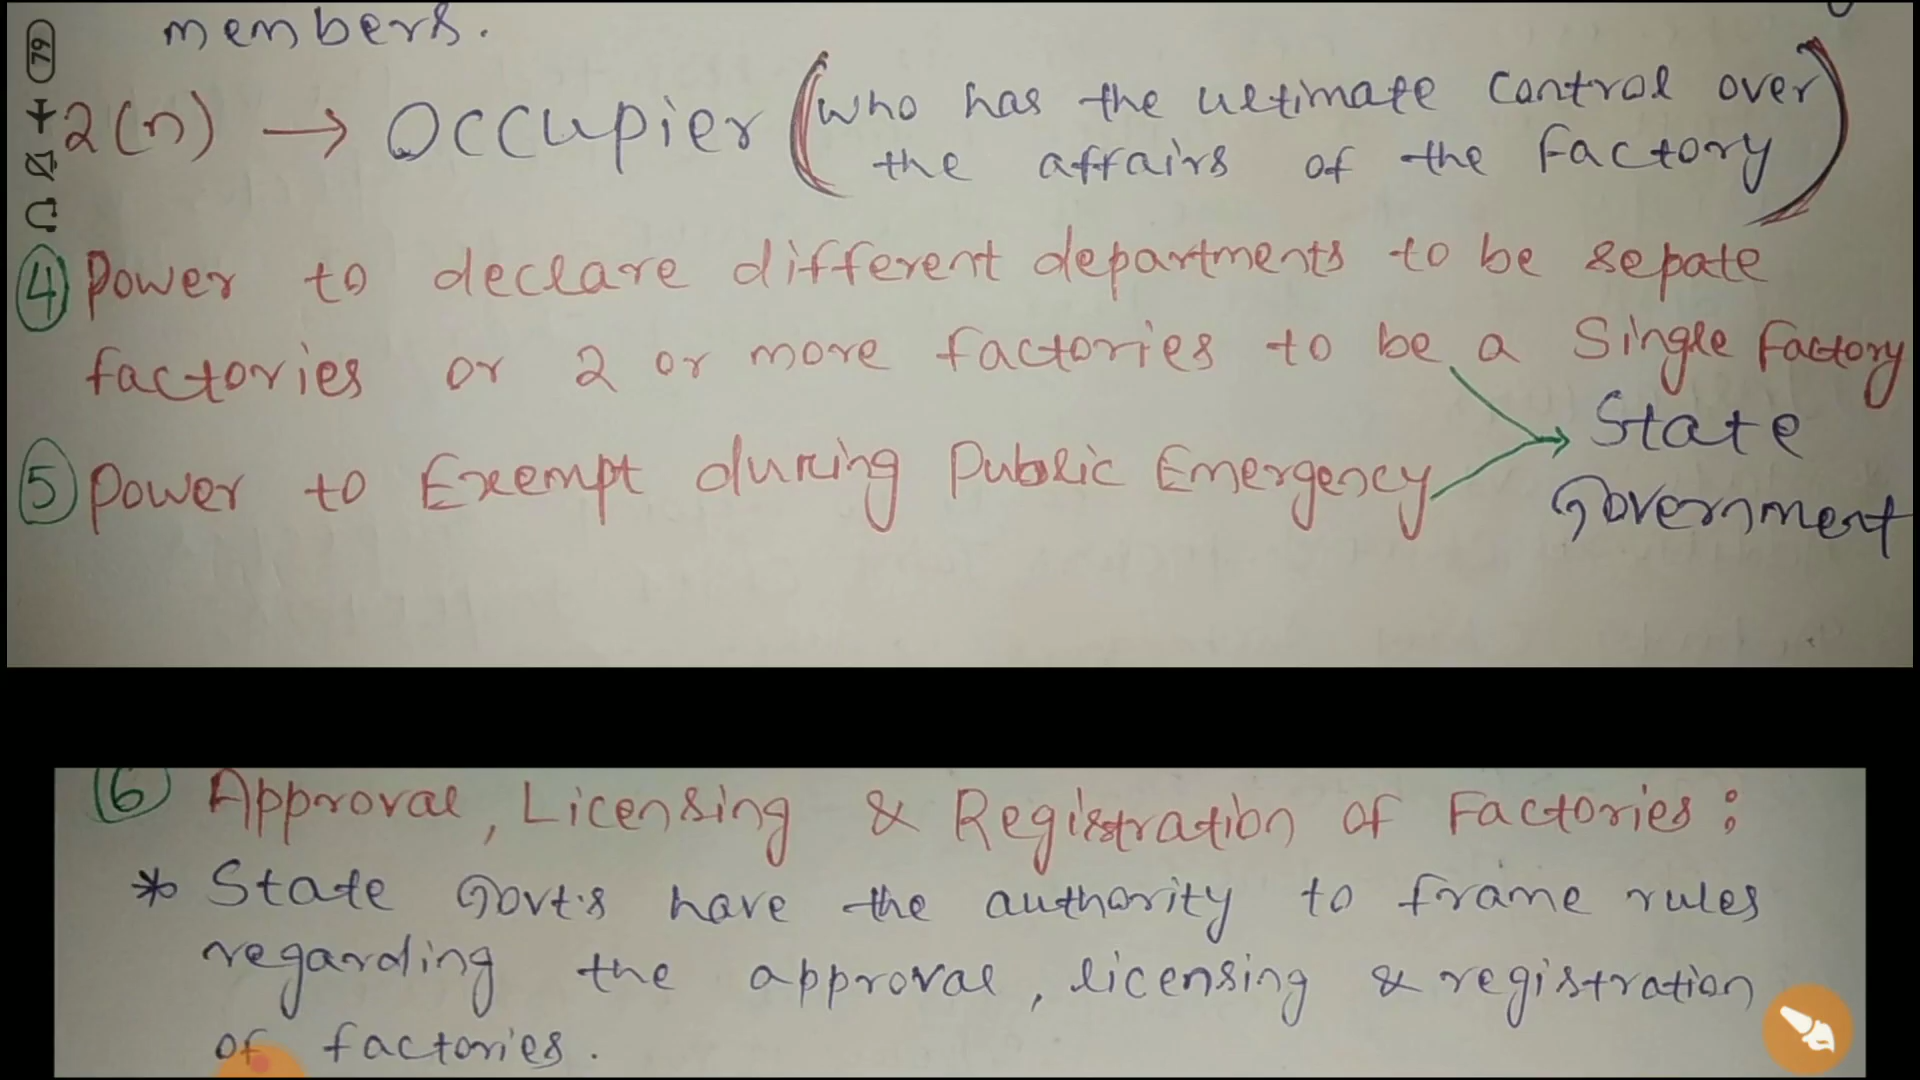 members.
2(n) → Occupier (who has the ultimate control over
the affairs of the factory)
④ Power to declare different departments to be sepate
factories or 2 or more factories to be a Single Factory
⑤ Power to Exempt during Public Emergency
State
Government
⑥ Approval, Licensing & Registration of Factories:
* State Govt's have the authority to frame rules
regarding the approval, licensing & registration
of factories.
79